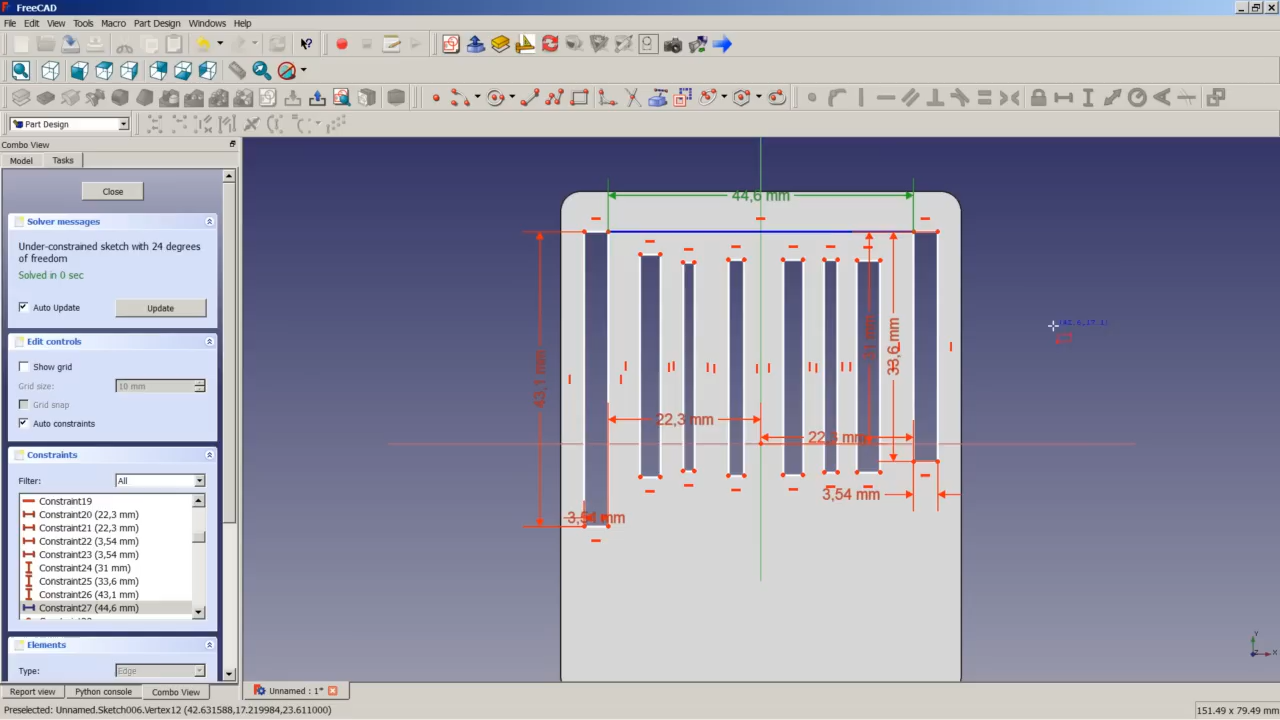 FreeCAD
File Edit View Tools Macro Part Design Windows Help
Part Design
Combo View
Model Tasks
Close
Solver messages
Under-constrained sketch with 24 degrees
of freedom
Solved in 0 sec
Auto Update Update
Edit controls
Show grid
Grid size: 10 mm
Grid snap
Auto constraints
Constraints
Filter: All
Constraint19
Constraint20 (22,3 mm)
Constraint21 (22,3 mm)
Constraint22 (3,54 mm)
Constraint23 (3,54 mm)
Constraint24 (31 mm)
Constraint25 (33,6 mm)
Constraint26 (43,1 mm)
Constraint27 (44,6 mm)
Elements
Type: Edge
44,6 mm
43,1 mm
31 mm
33,6 mm
22,3 mm
22,3 mm
3,54 mm
3,54 mm
(42.6,17.1)
Y
X
Report view Python console Combo View
Unnamed : 1*
Preselected: Unnamed.Sketch006.Vertex12 (42.631588,17.219984,23.611000)
151.49 x 79.49 mm